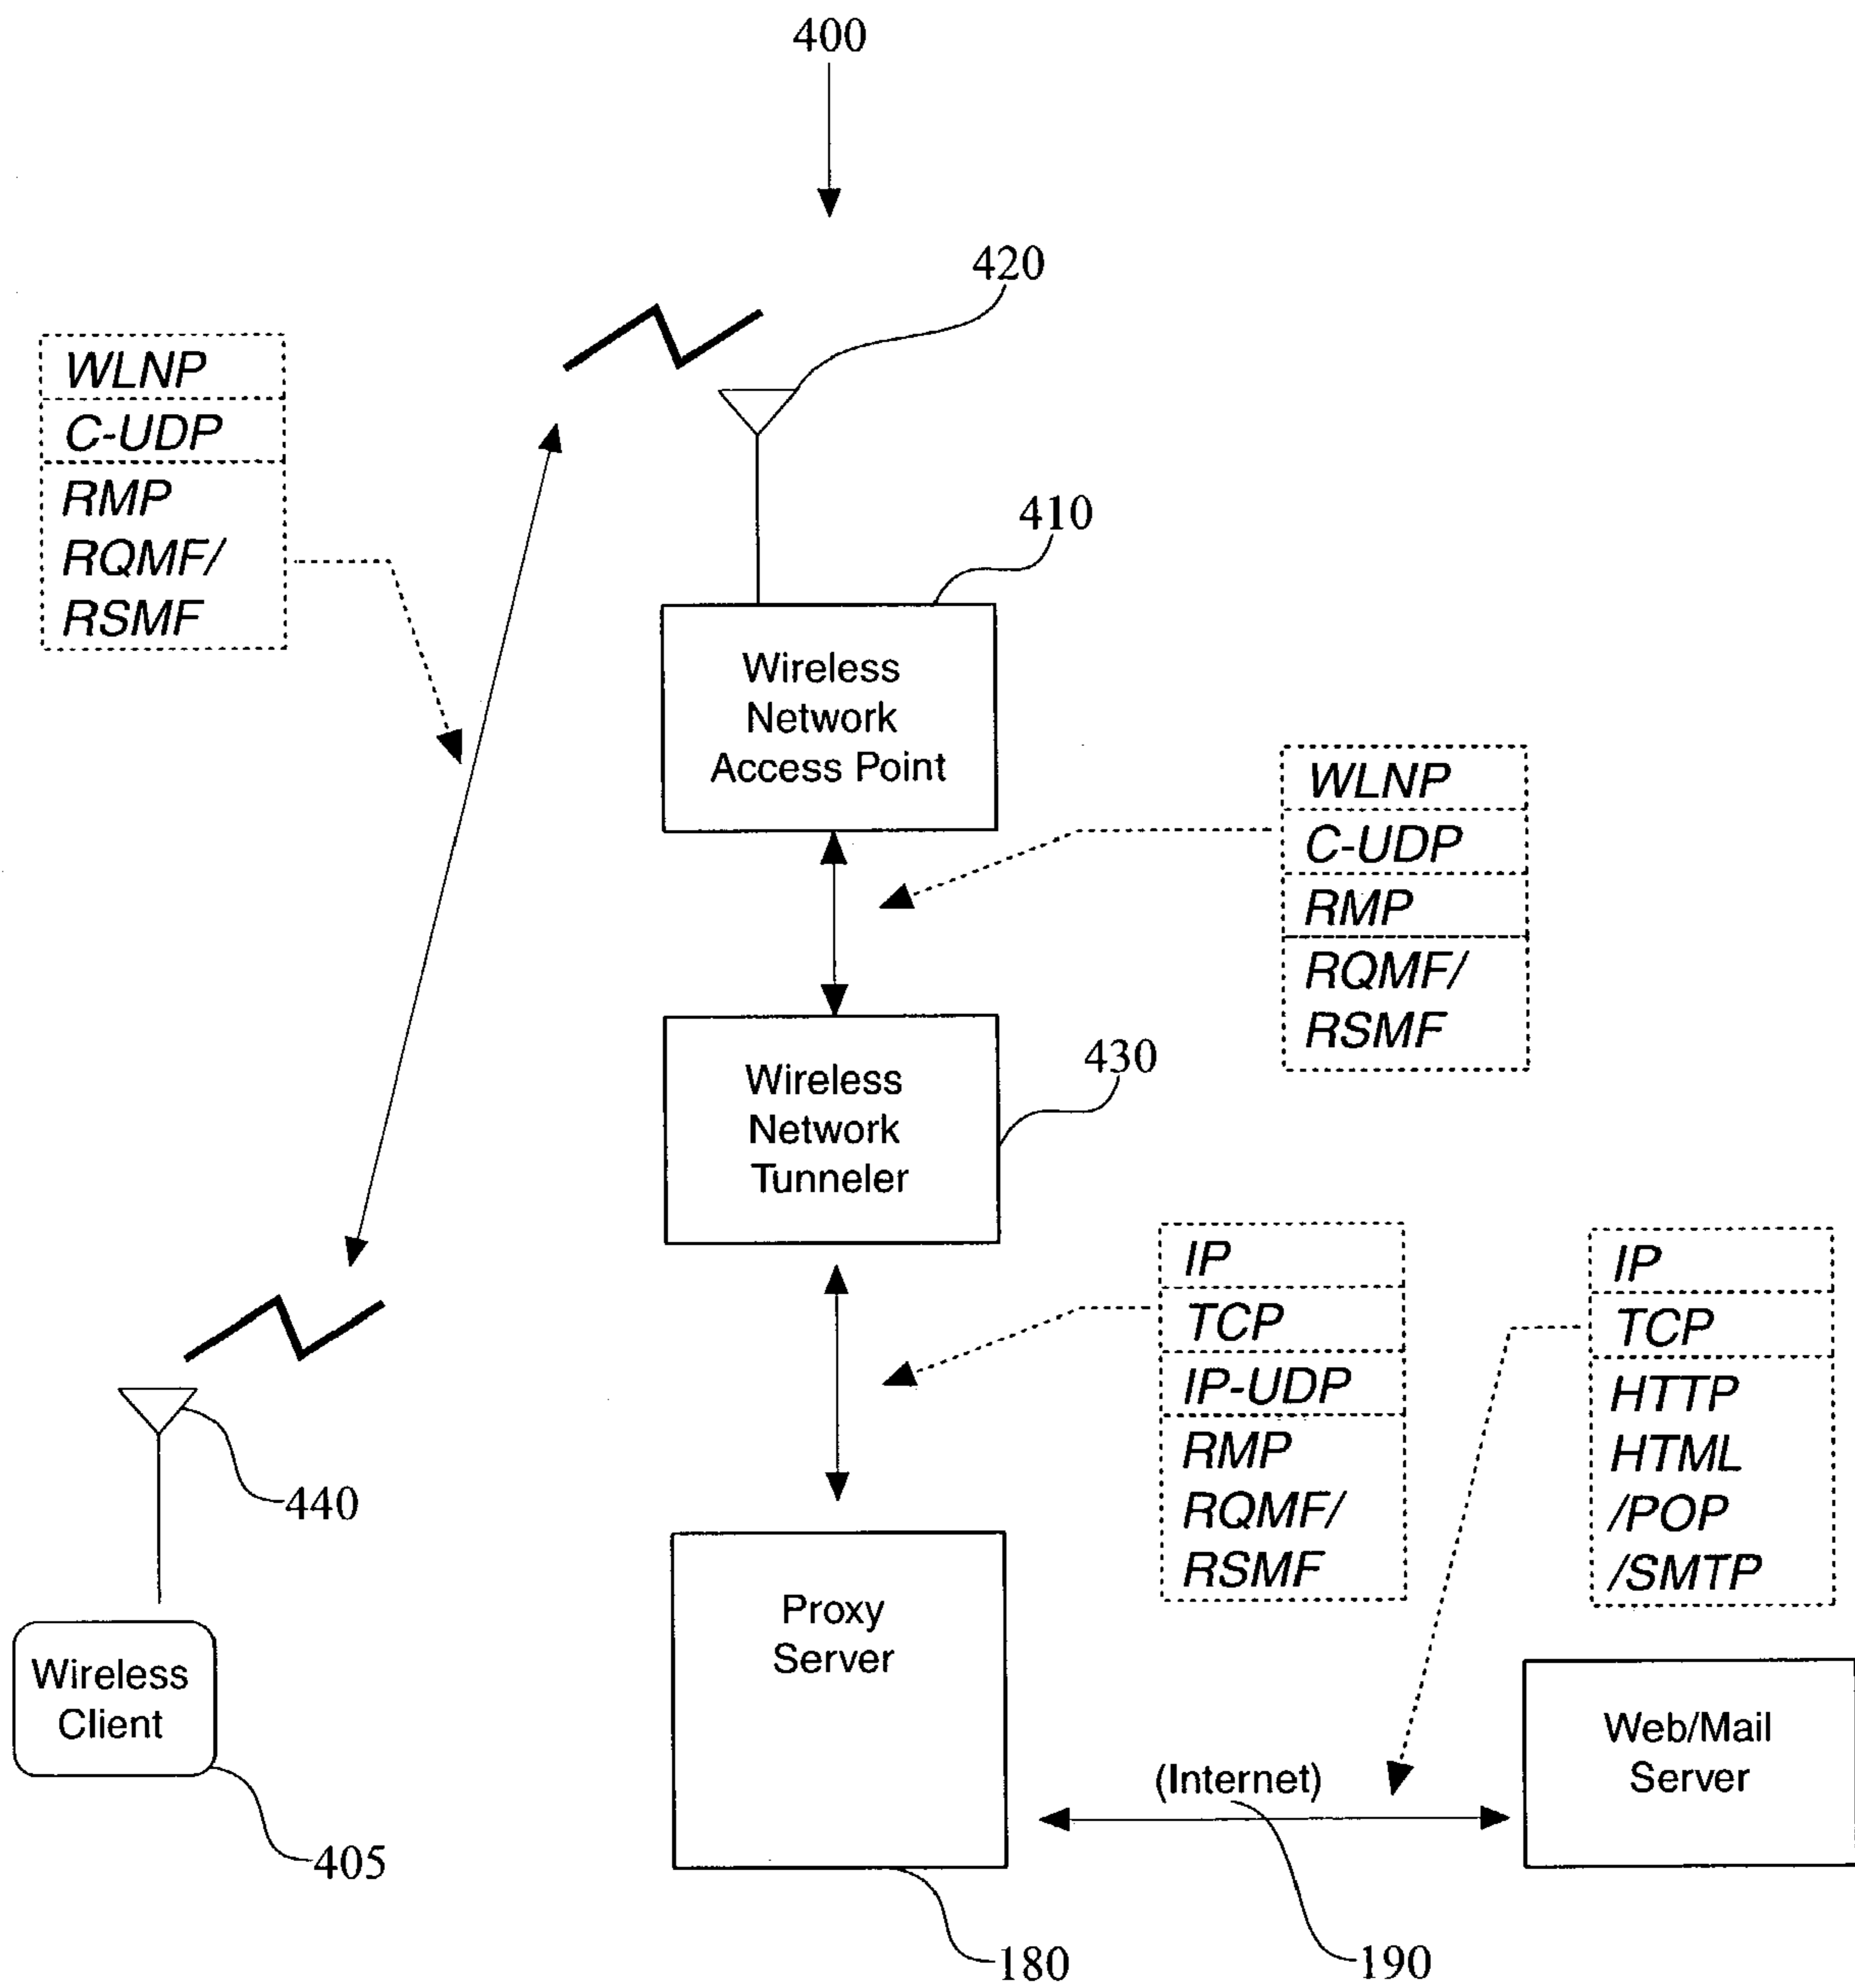 400
420
WLNP
C-UDP
RMP
RQMF/
RSMF
410
Wireless
Network
Access Point
WLNP
C-UDP
RMP
RQMF/
RSMF
430
Wireless
Network
Tunneler
IP
TCP
IP-UDP
RMP
RQMF/
RSMF
IP
TCP
HTTP
HTML
/POP
/SMTP
440
Wireless
Client
405
Proxy
Server
180
(Internet)
190
Web/Mail
Server